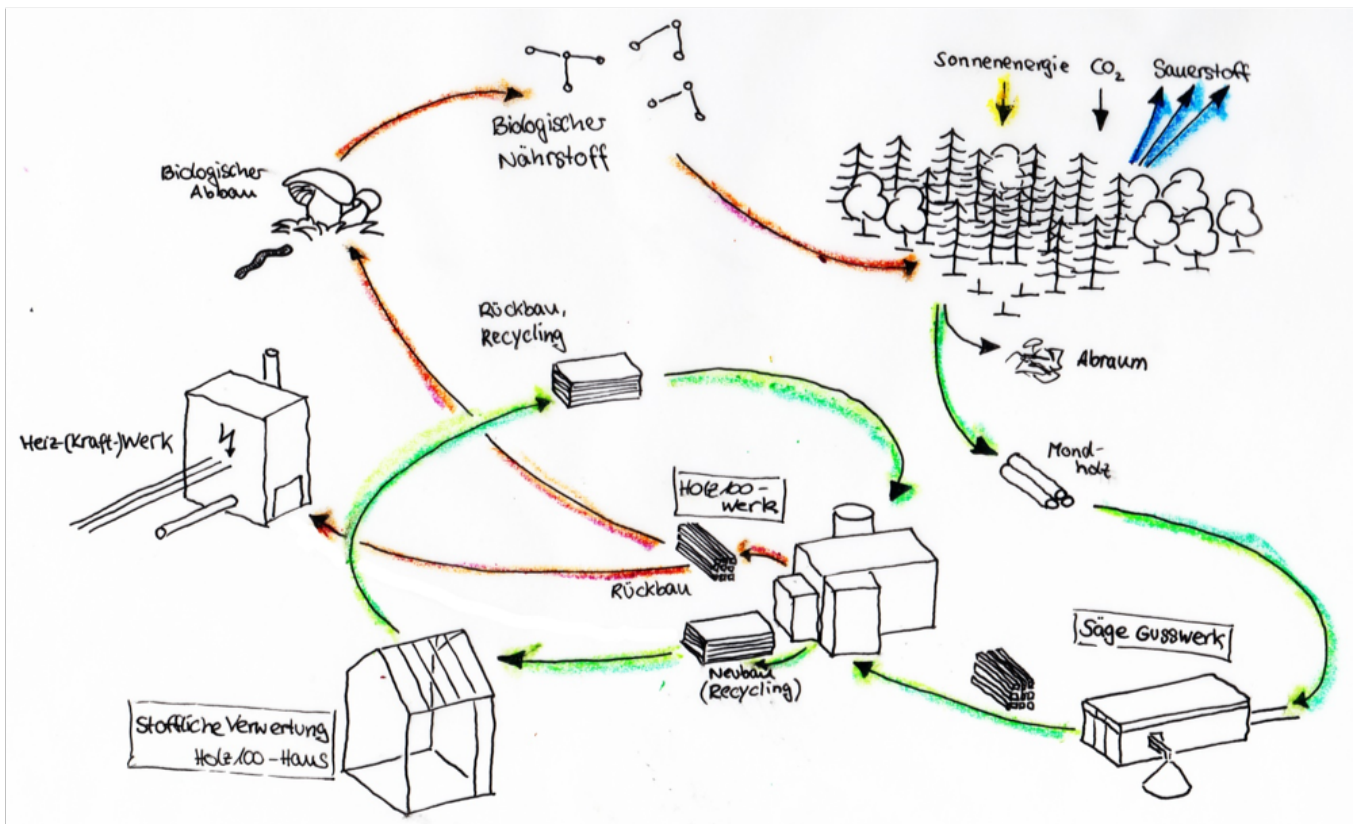 Sonnenenergie CO₂ Sauerstoff
Biologischer
Nährstoff
Biologischer
Abbau
Rückbau,
Recycling
Abraum
Heiz-(Kraft-)Werk
Mond-
holz
Holz100-
werk
Rückbau
Säge Gusswerk
Neubau
(Recycling)
Stoffliche Verwertung
Holz100-Haus